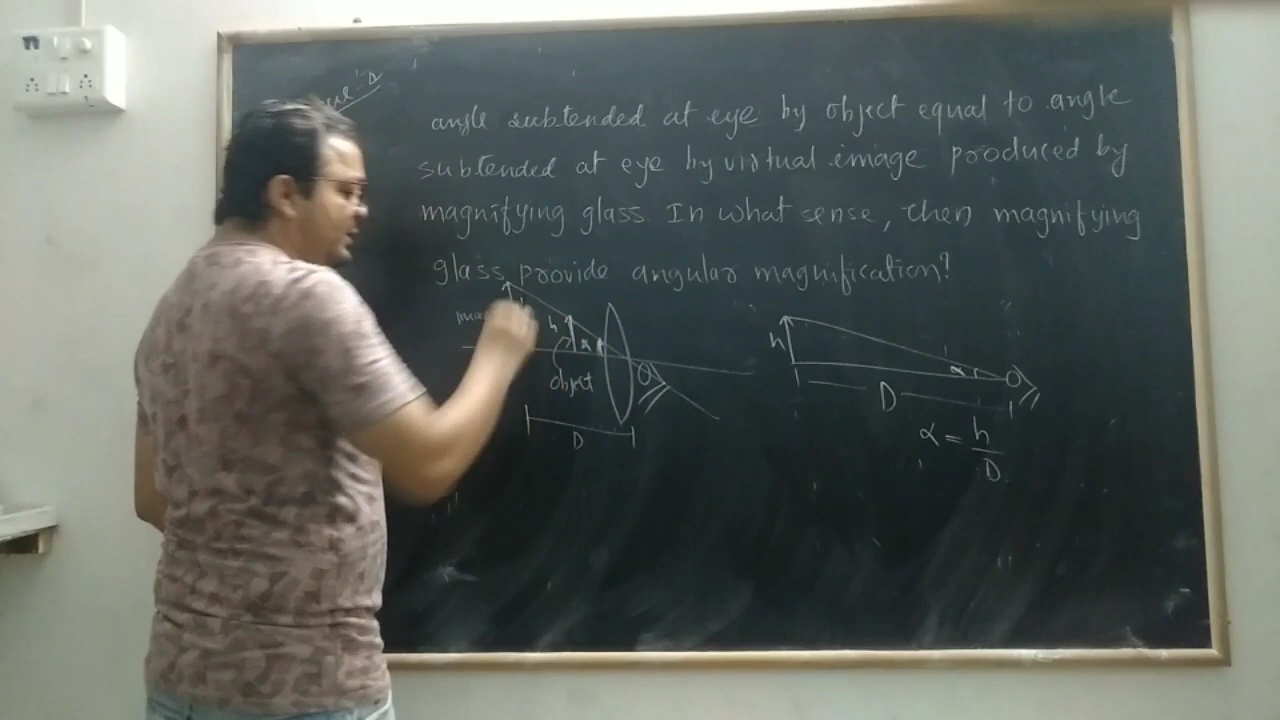 angle subtended at eye by object equal to angle
subtended at eye by virtual image produced by
magnifying glass In what sense, then magnifying
glass provide angular magnification?
h
α
object
D
h
α
D
α = h/D